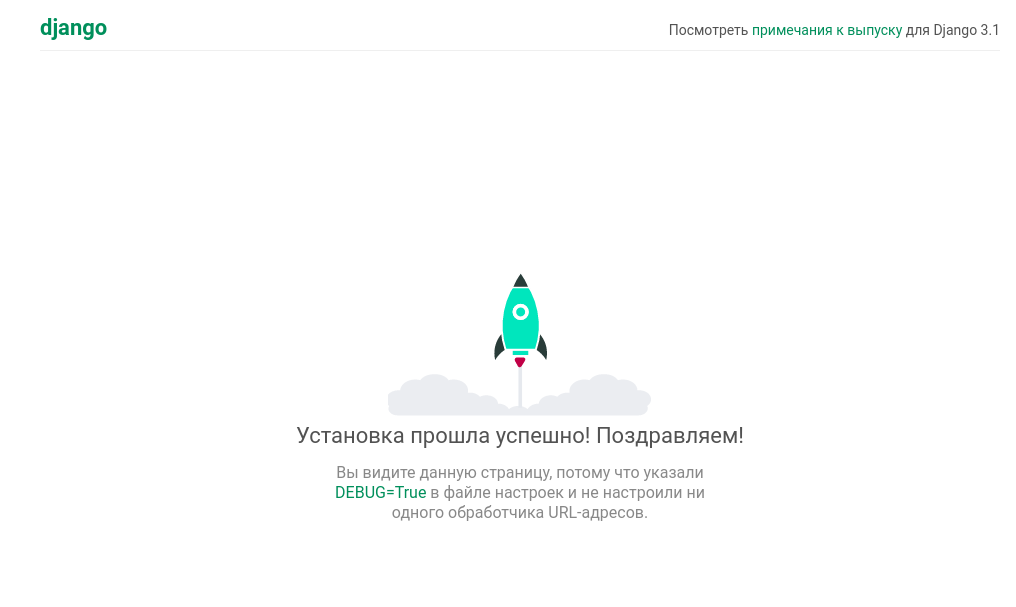 django
Посмотреть примечания к выпуску для Django 3.1
Установка прошла успешно! Поздравляем!
Вы видите данную страницу, потому что указали
DEBUG=True в файле настроек и не настроили ни
одного обработчика URL-адресов.